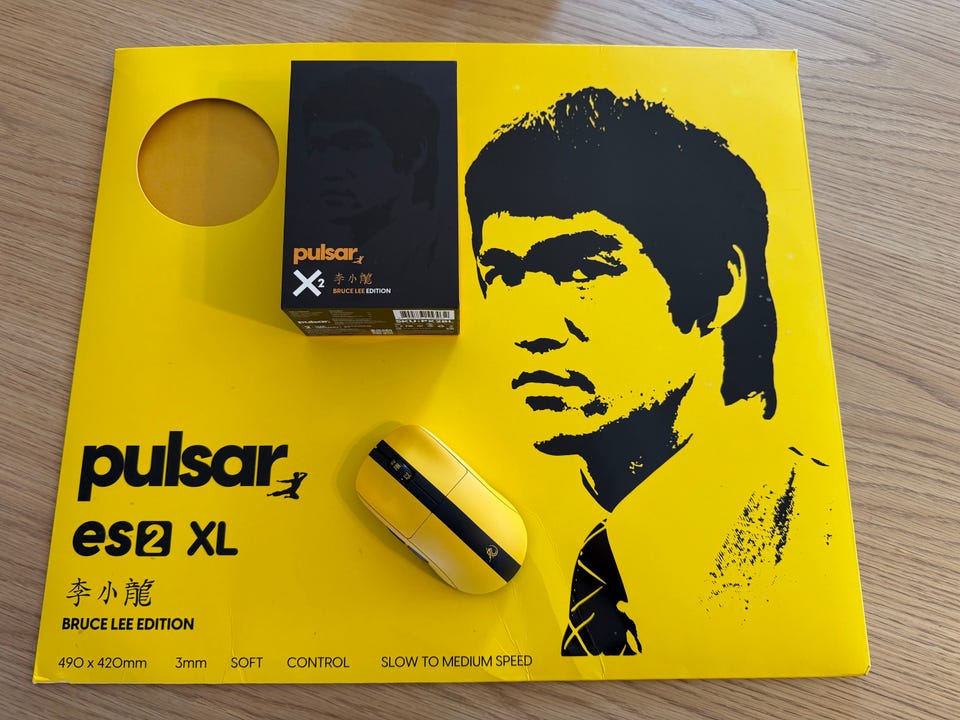 pulsar
X2
李小龍
BRUCE LEE EDITION
pulsar
pulsar
es2 XL
李小龍
BRUCE LEE EDITION
490 x 420mm 3mm SOFT CONTROL SLOW TO MEDIUM SPEED